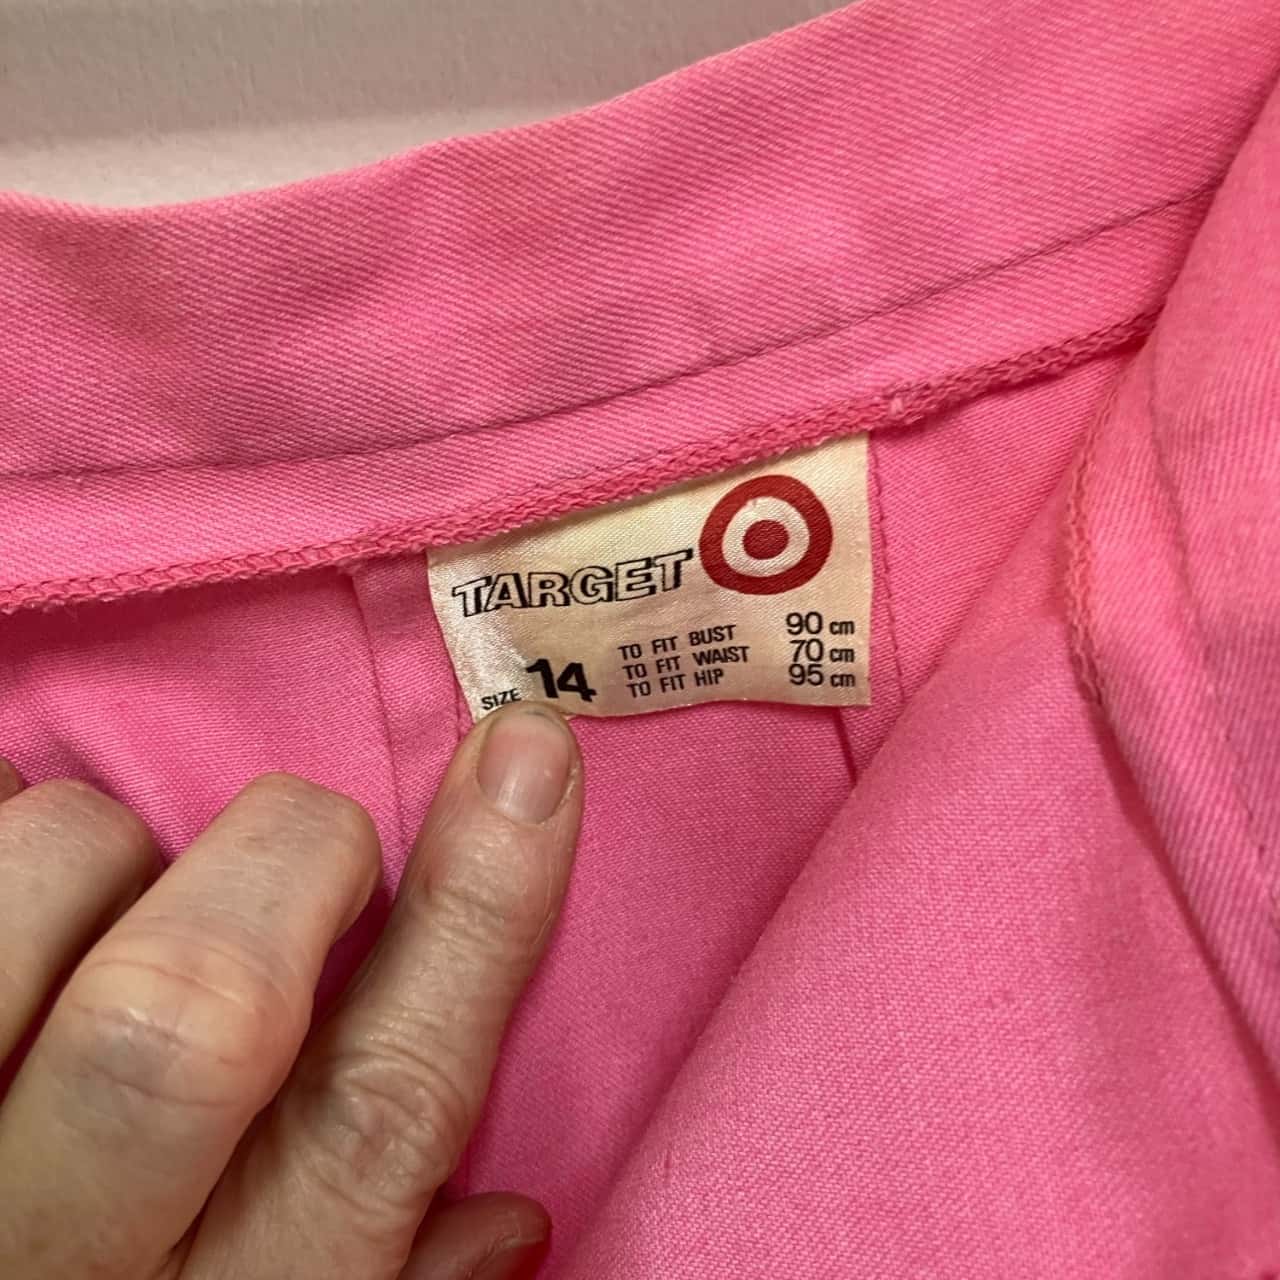 TARGET
SIZE 14
TO FIT BUST 90 cm
TO FIT WAIST 70 cm
TO FIT HIP 95 cm